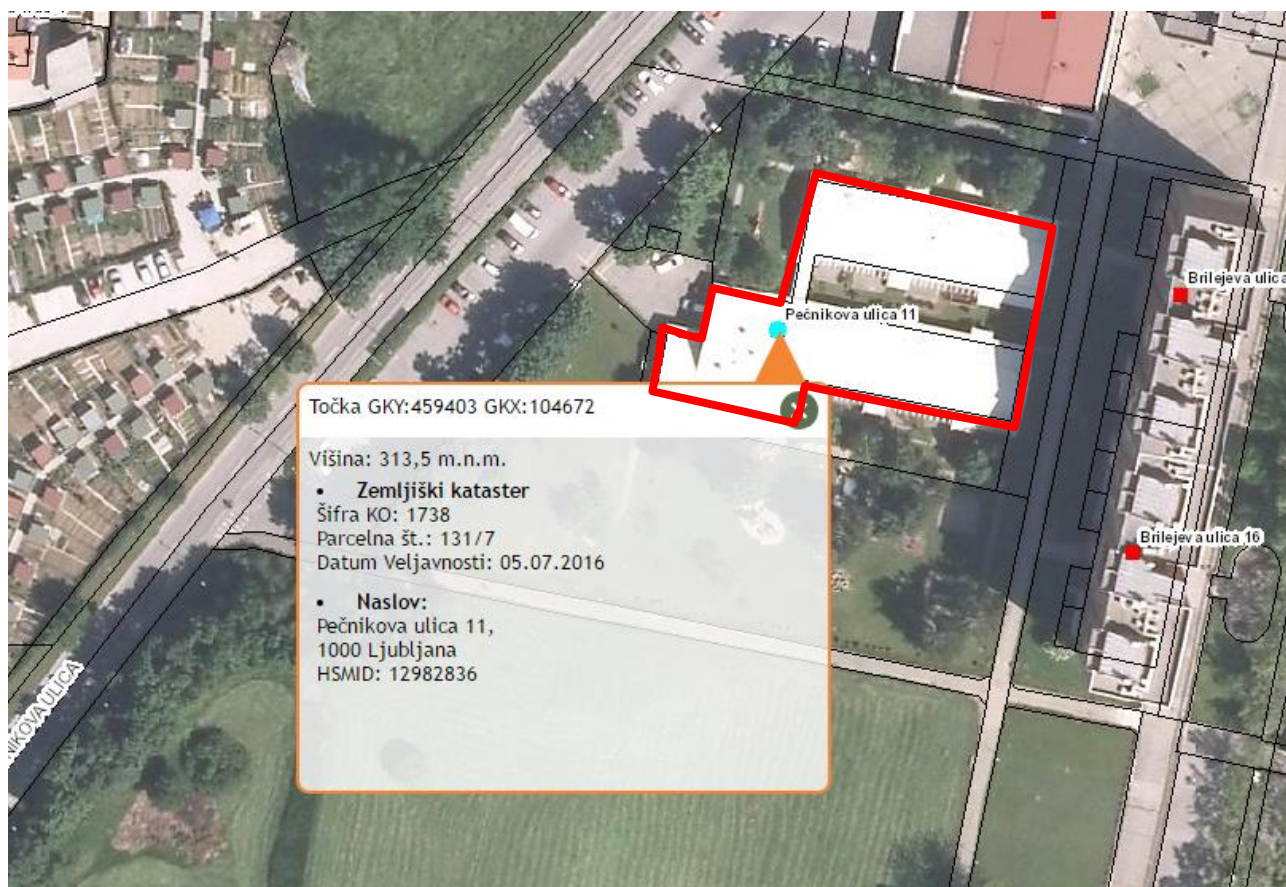 Brilejeva ulica
Pečnikova ulica 11
Točka GKY:459403 GKX:104672
Višina: 313,5 m.n.m.
• Zemljiški kataster
Šifra KO: 1738
Parcelna št.: 131/7
Datum Veljavnosti: 05.07.2016
• Naslov:
Pečnikova ulica 11,
1000 Ljubljana
HSMID: 12982836
Brilejeva ulica 16
NIKOVA ULICA